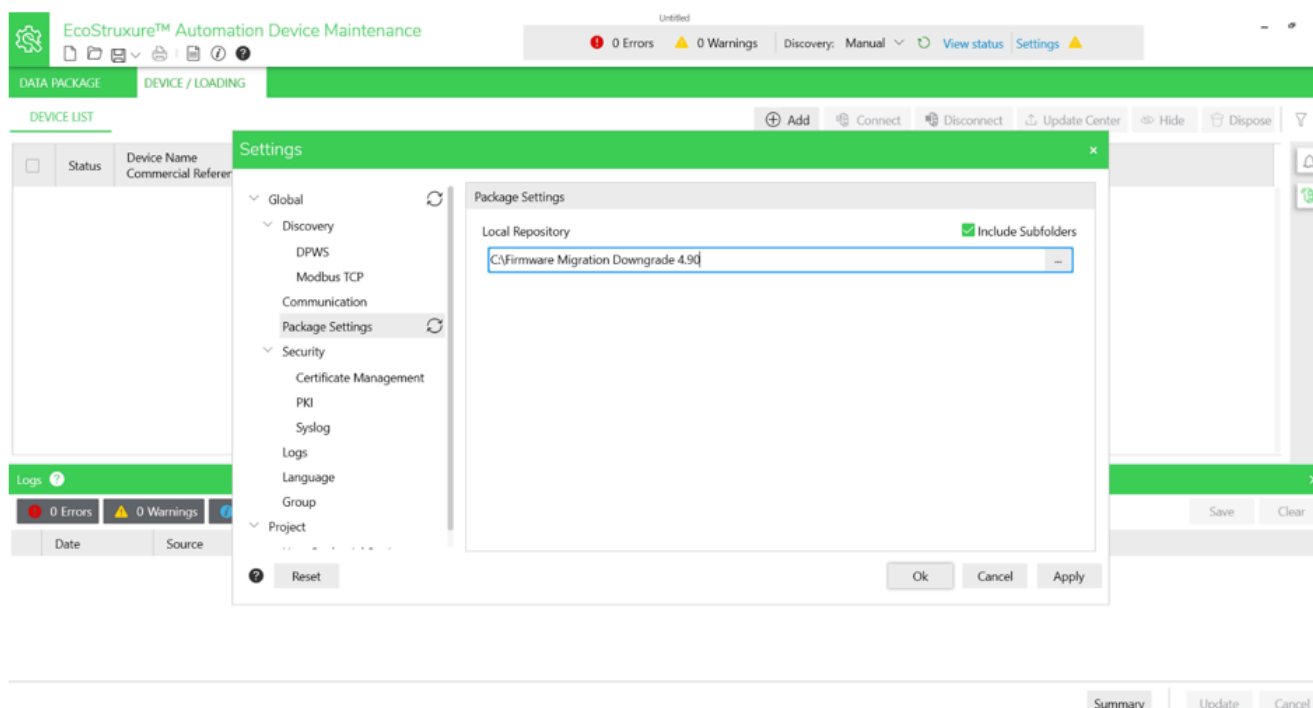 Untitled
EcoStruxure™ Automation Device Maintenance
0 Errors 0 Warnings Discovery: Manual View status Settings
DATA PACKAGE DEVICE / LOADING
DEVICE LIST
Add Connect Disconnect Update Center Hide Dispose
Status
Device Name
Commercial Referen
Settings ×
Global
Discovery
DPWS
Modbus TCP
Communication
Package Settings
Security
Certificate Management
PKI
Syslog
Logs
Language
Group
Project
Package Settings
Local Repository Include Subfolders
C:\Firmware Migration Downgrade 4.90 ...
Reset Ok Cancel Apply
Logs ?
0 Errors 0 Warnings Save Clear
Date Source
Summary Update Cancel